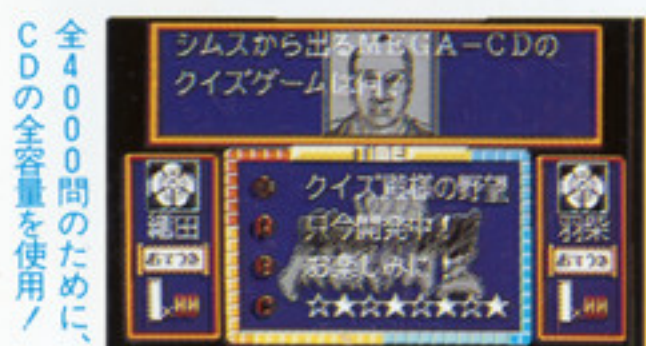 全4000問のために、
CDの全容量を使用！
シムスから出るMEGA-CDの
クイズゲームは何？
クイズ殿様の野望
只今開発中！
お楽しみに！
☆★☆★☆★☆★
織田
羽柴